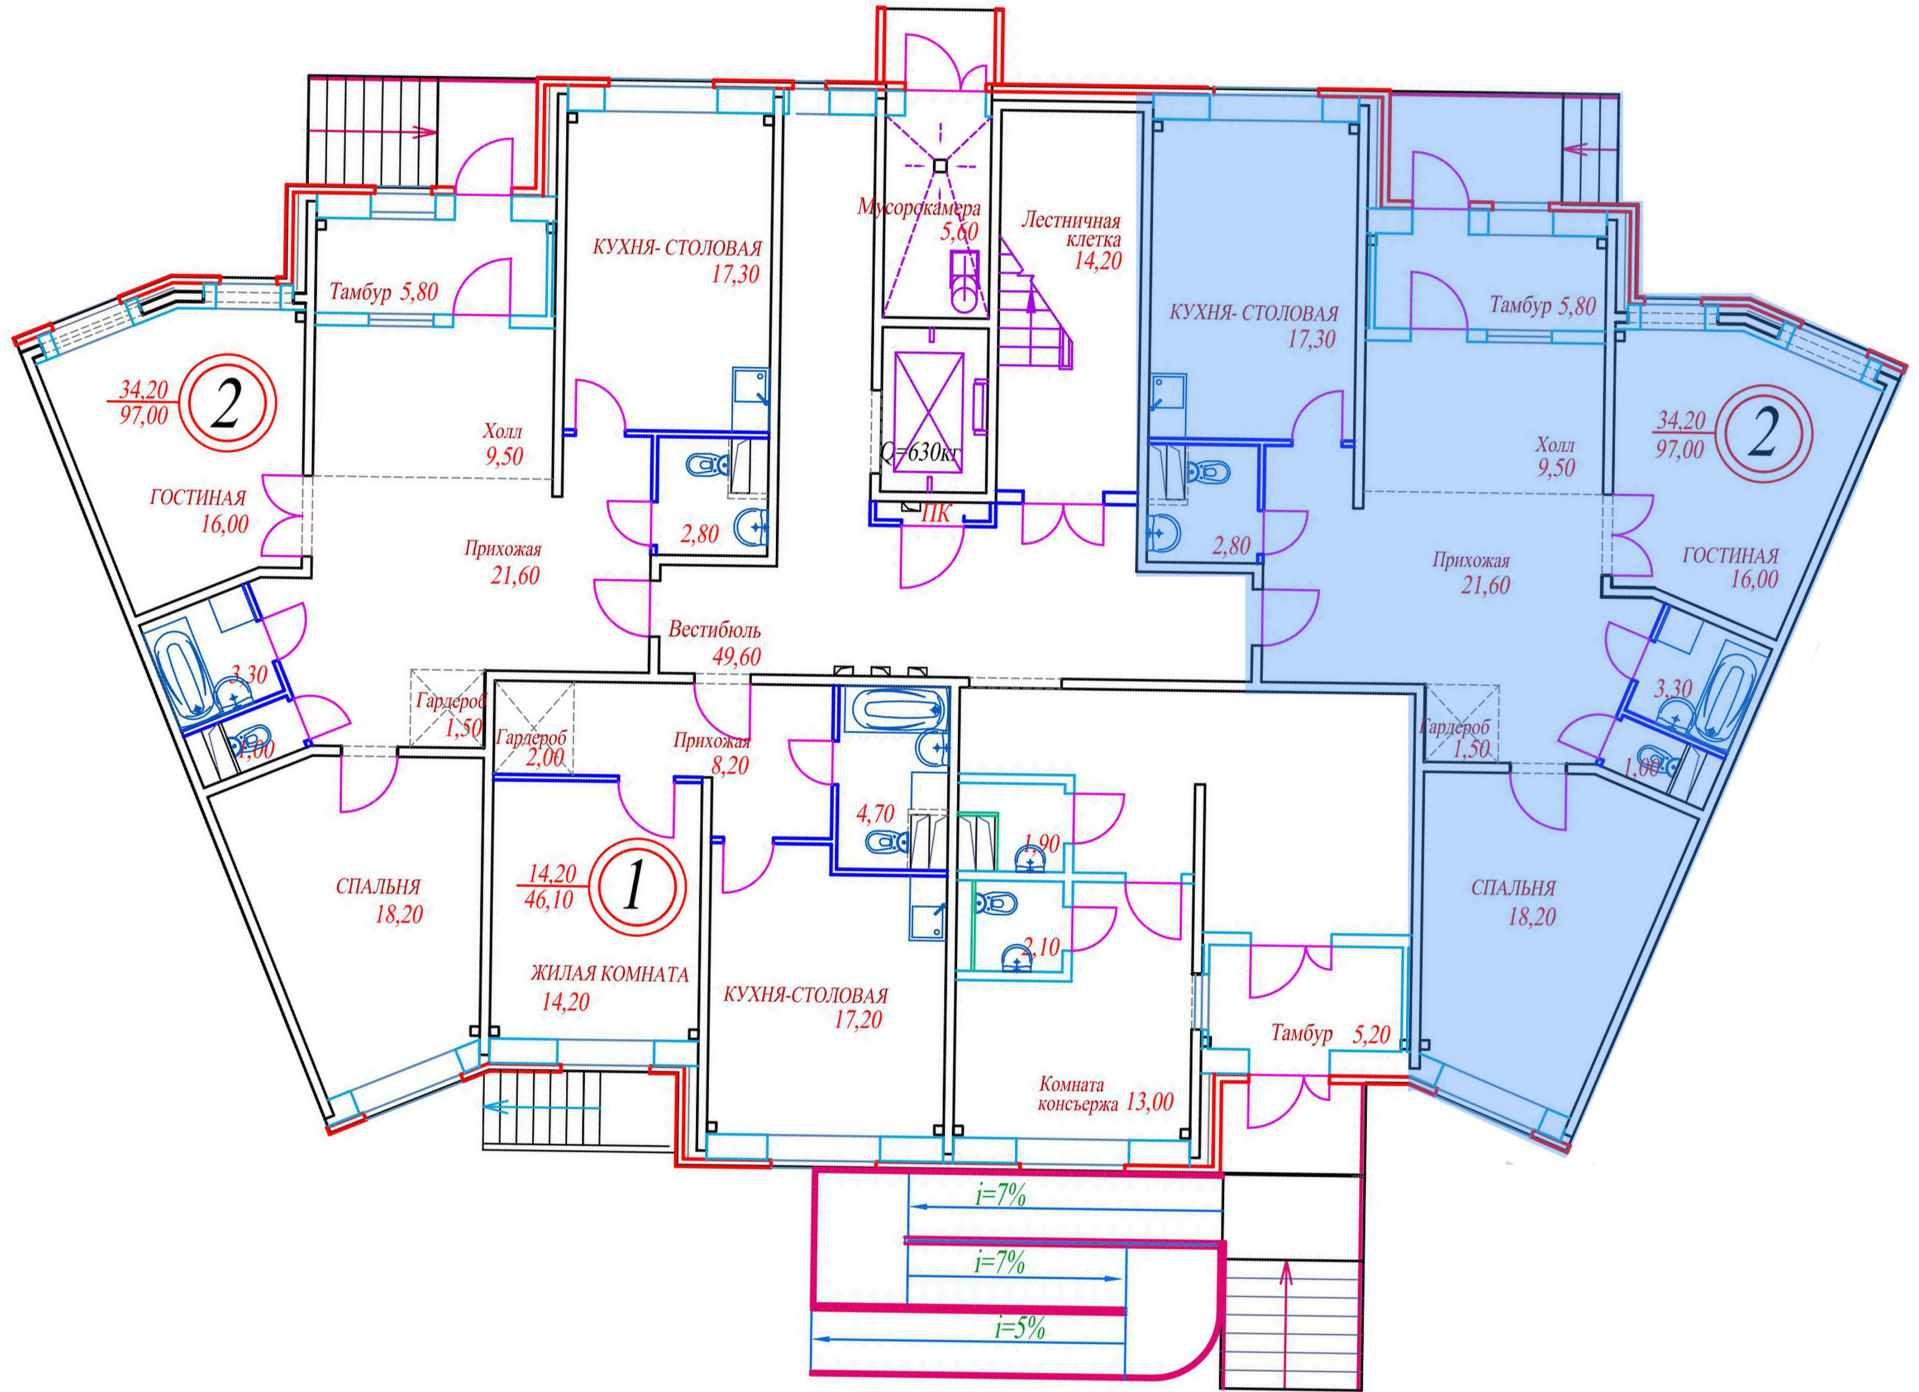 Мусорокамера
5,60
Лестничная
клетка
14,20
КУХНЯ- СТОЛОВАЯ
17,30
Тамбур 5,80
КУХНЯ- СТОЛОВАЯ
17,30
Тамбур 5,80
34,20
97,00
2
Холл
9,50
Q=630кг
34,20
97,00
2
Холл
9,50
ГОСТИНАЯ
16,00
ПК
2,80
2,80
Прихожая
21,60
Прихожая
21,60
ГОСТИНАЯ
16,00
Вестибюль
49,60
3,30
3,30
Гардероб
1,50
1,00
Гардероб
2,00
Прихожая
8,20
Гардероб
1,50
1,00
4,70
1,90
СПАЛЬНЯ
18,20
14,20
46,10
1
СПАЛЬНЯ
18,20
2,10
ЖИЛАЯ КОМНАТА
14,20
КУХНЯ-СТОЛОВАЯ
17,20
Тамбур 5,20
Комната
консьержа 13,00
i=7%
i=7%
i=5%